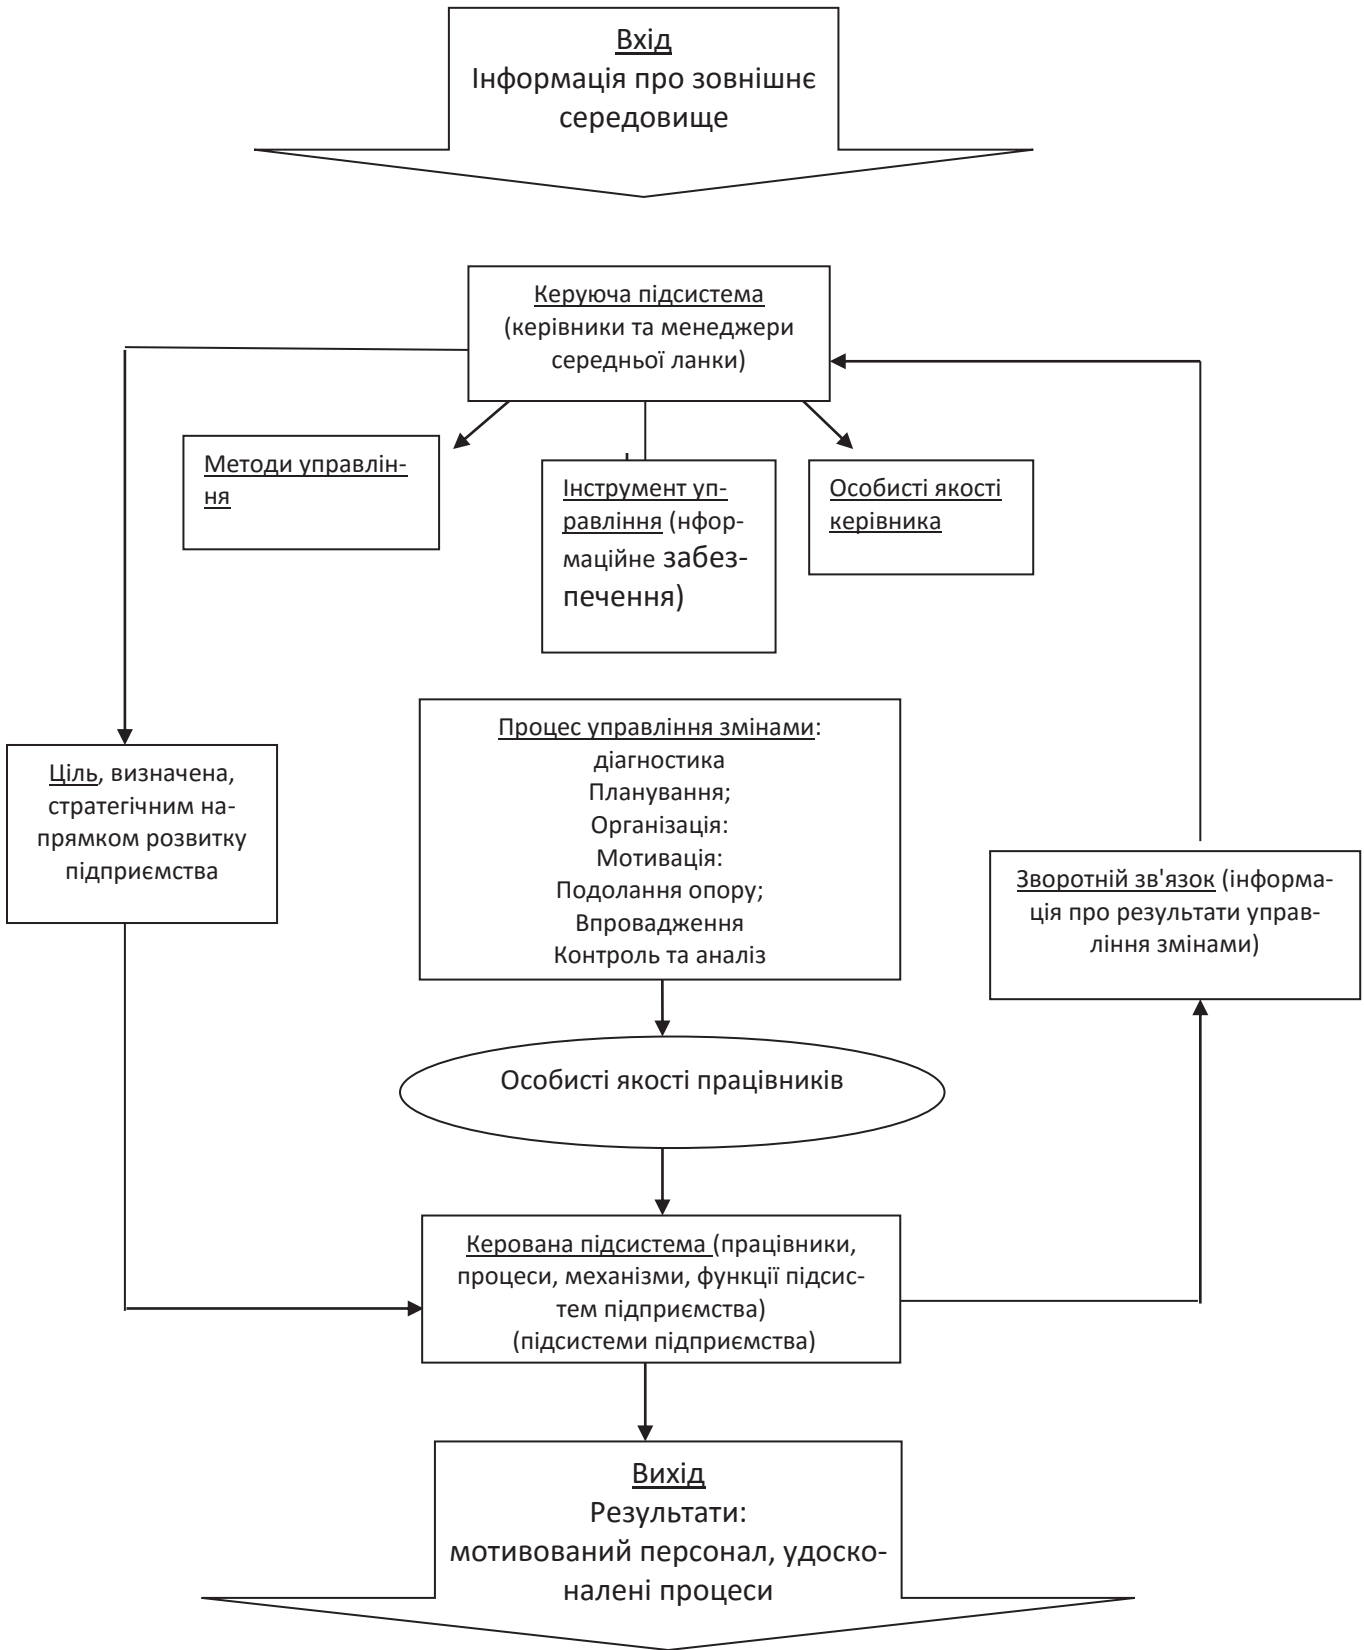 Вхід
Інформація про зовнішнє
середовище
Керуюча підсистема
(керівники та менеджери
середньої ланки)
Методи управлін-
ня
Інструмент уп-
равління (нфор-
маційне забез-
печення)
Особисті якості
керівника
Процес управління змінами:
діагностика
Планування;
Організація:
Мотивація:
Подолання опору;
Впровадження
Контроль та аналіз
Ціль, визначена,
стратегічним на-
прямком розвитку
підприємства
Зворотній зв'язок (інформа-
ція про результати управ-
ління змінами)
Особисті якості працівників
Керована підсистема (працівники,
процеси, механізми, функції підсис-
тем підприємства)
(підсистеми підприємства)
Вихід
Результати:
мотивований персонал, удоско-
налені процеси